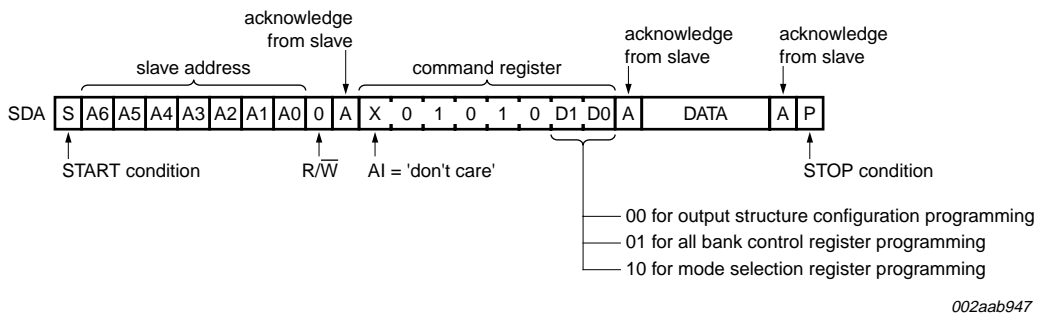 acknowledge
from slave
acknowledge
from slave
acknowledge
from slave
slave address
command register
SDA S A6 A5 A4 A3 A2 A1 A0 0 A X 0 1 0 1 0 D1 D0 A DATA A P
START condition
R/W̅
AI = 'don't care'
STOP condition
00 for output structure configuration programming
01 for all bank control register programming
10 for mode selection register programming
002aab947